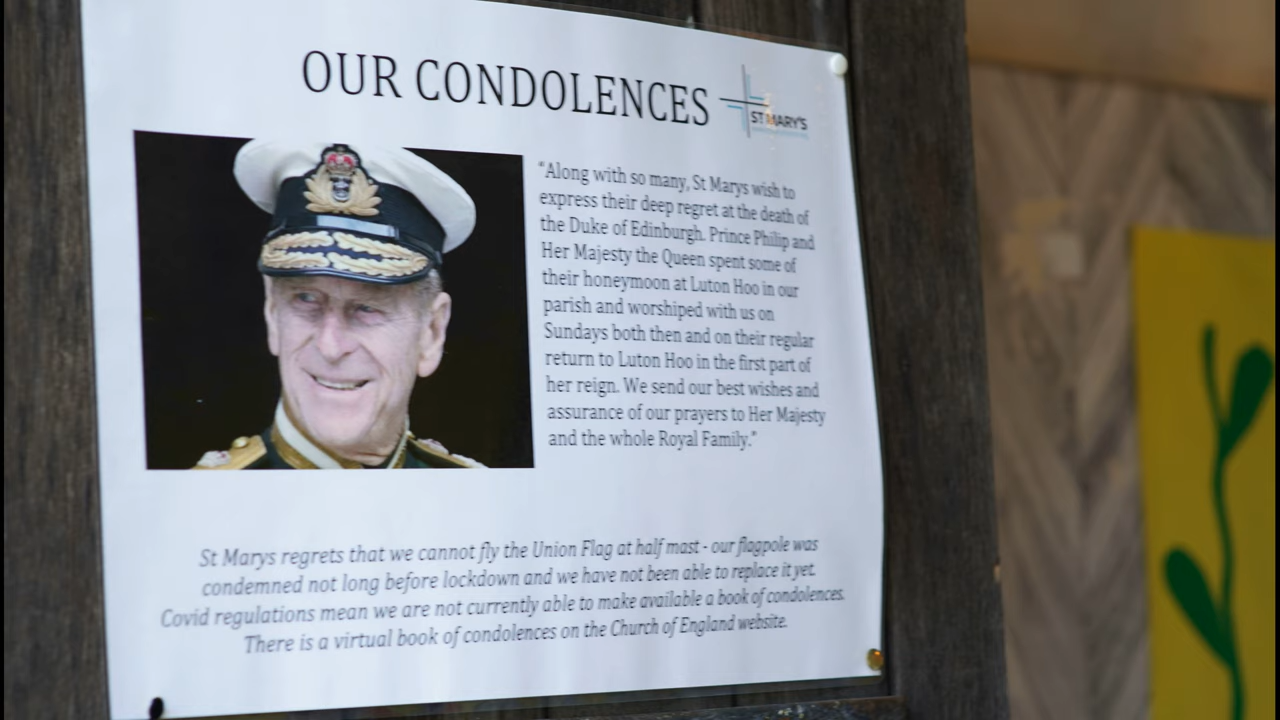 OUR CONDOLENCES
ST MARY'S
"Along with so many, St Marys wish to
express their deep regret at the death of
the Duke of Edinburgh. Prince Philip and
Her Majesty the Queen spent some of
their honeymoon at Luton Hoo in our
parish and worshiped with us on
Sundays both then and on their regular
return to Luton Hoo in the first part of
her reign. We send our best wishes and
assurance of our prayers to Her Majesty
and the whole Royal Family."
St Marys regrets that we cannot fly the Union Flag at half mast - our flagpole was
condemned not long before lockdown and we have not been able to replace it yet.
Covid regulations mean we are not currently able to make available a book of condolences.
There is a virtual book of condolences on the Church of England website.